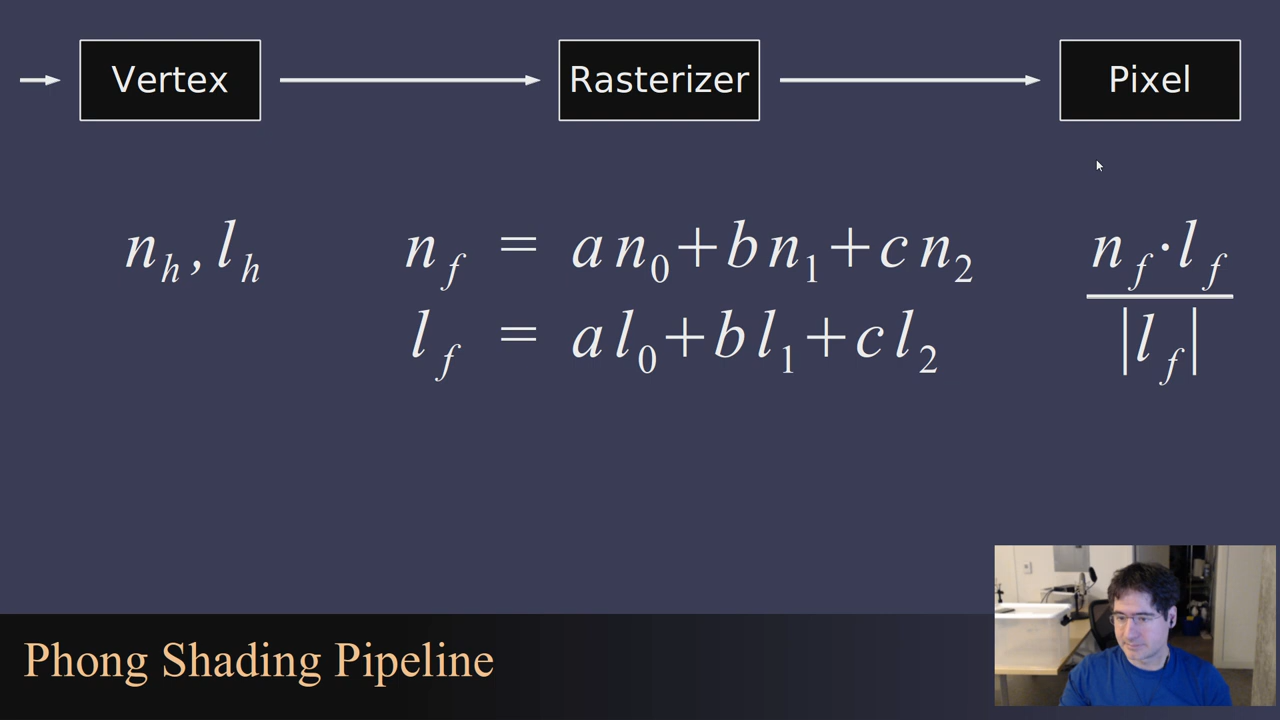 Vertex Rasterizer Pixel
n_h, l_h
n_f = a n_0 + b n_1 + c n_2
l_f = a l_0 + b l_1 + c l_2
n_f · l_f
|l_f|
Phong Shading Pipeline